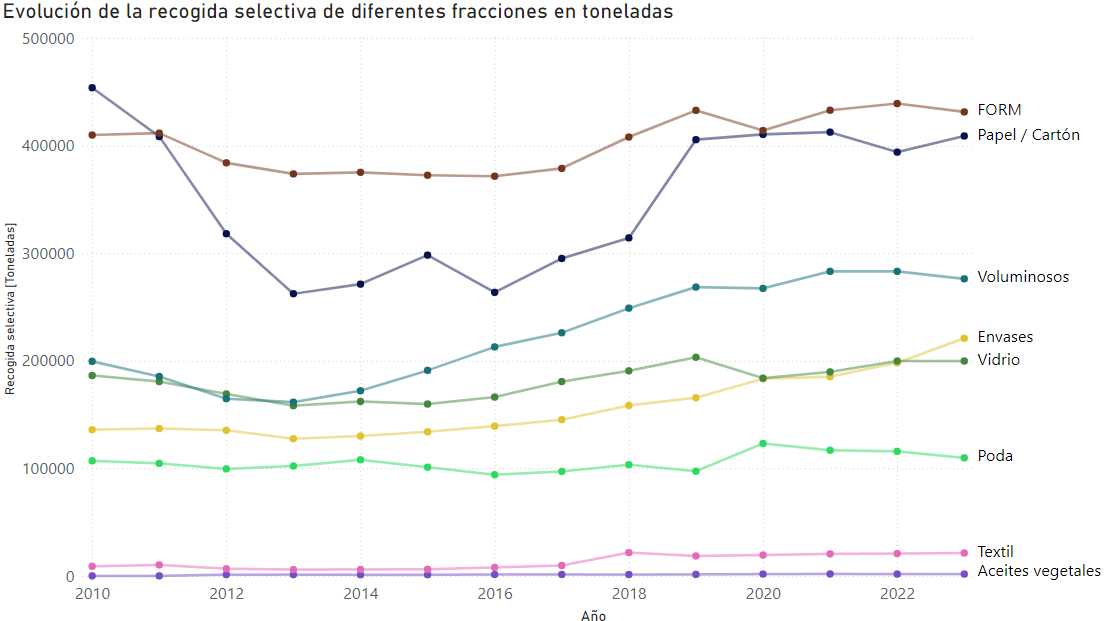 Evolución de la recogida selectiva de diferentes fracciones en toneladas
500000
400000
300000
200000
100000
0
Recogida selectiva [Toneladas]
2010
2012
2014
2016
2018
2020
2022
Año
FORM
Papel / Cartón
Voluminosos
Envases
Vidrio
Poda
Textil
Aceites vegetales